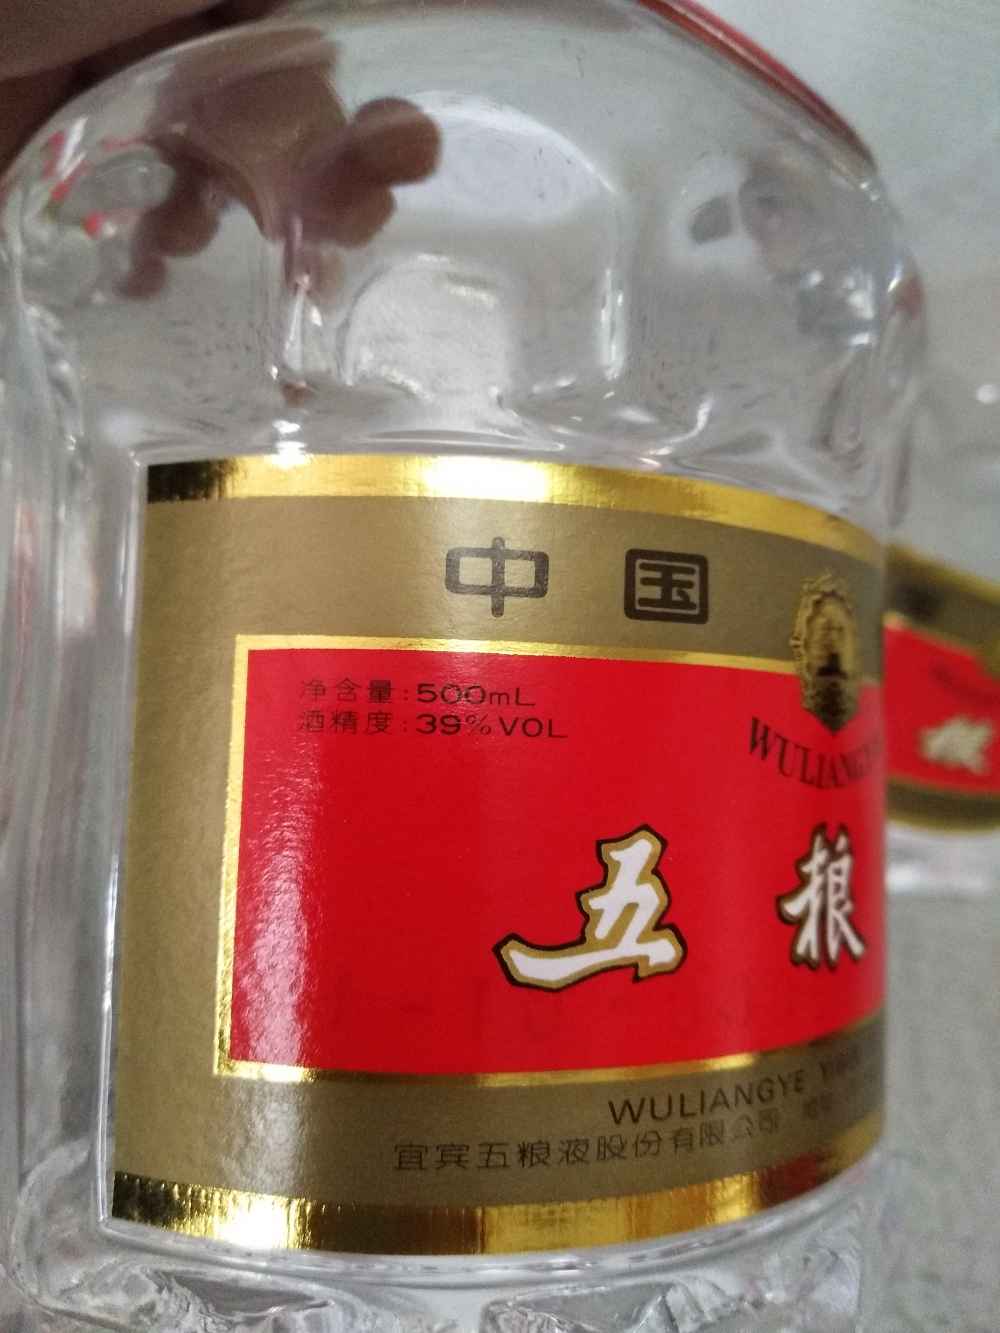 中国
净含量:500mL
酒精度:39%VOL
五粮
WULIANGYE
宜宾五粮液股份有限公司